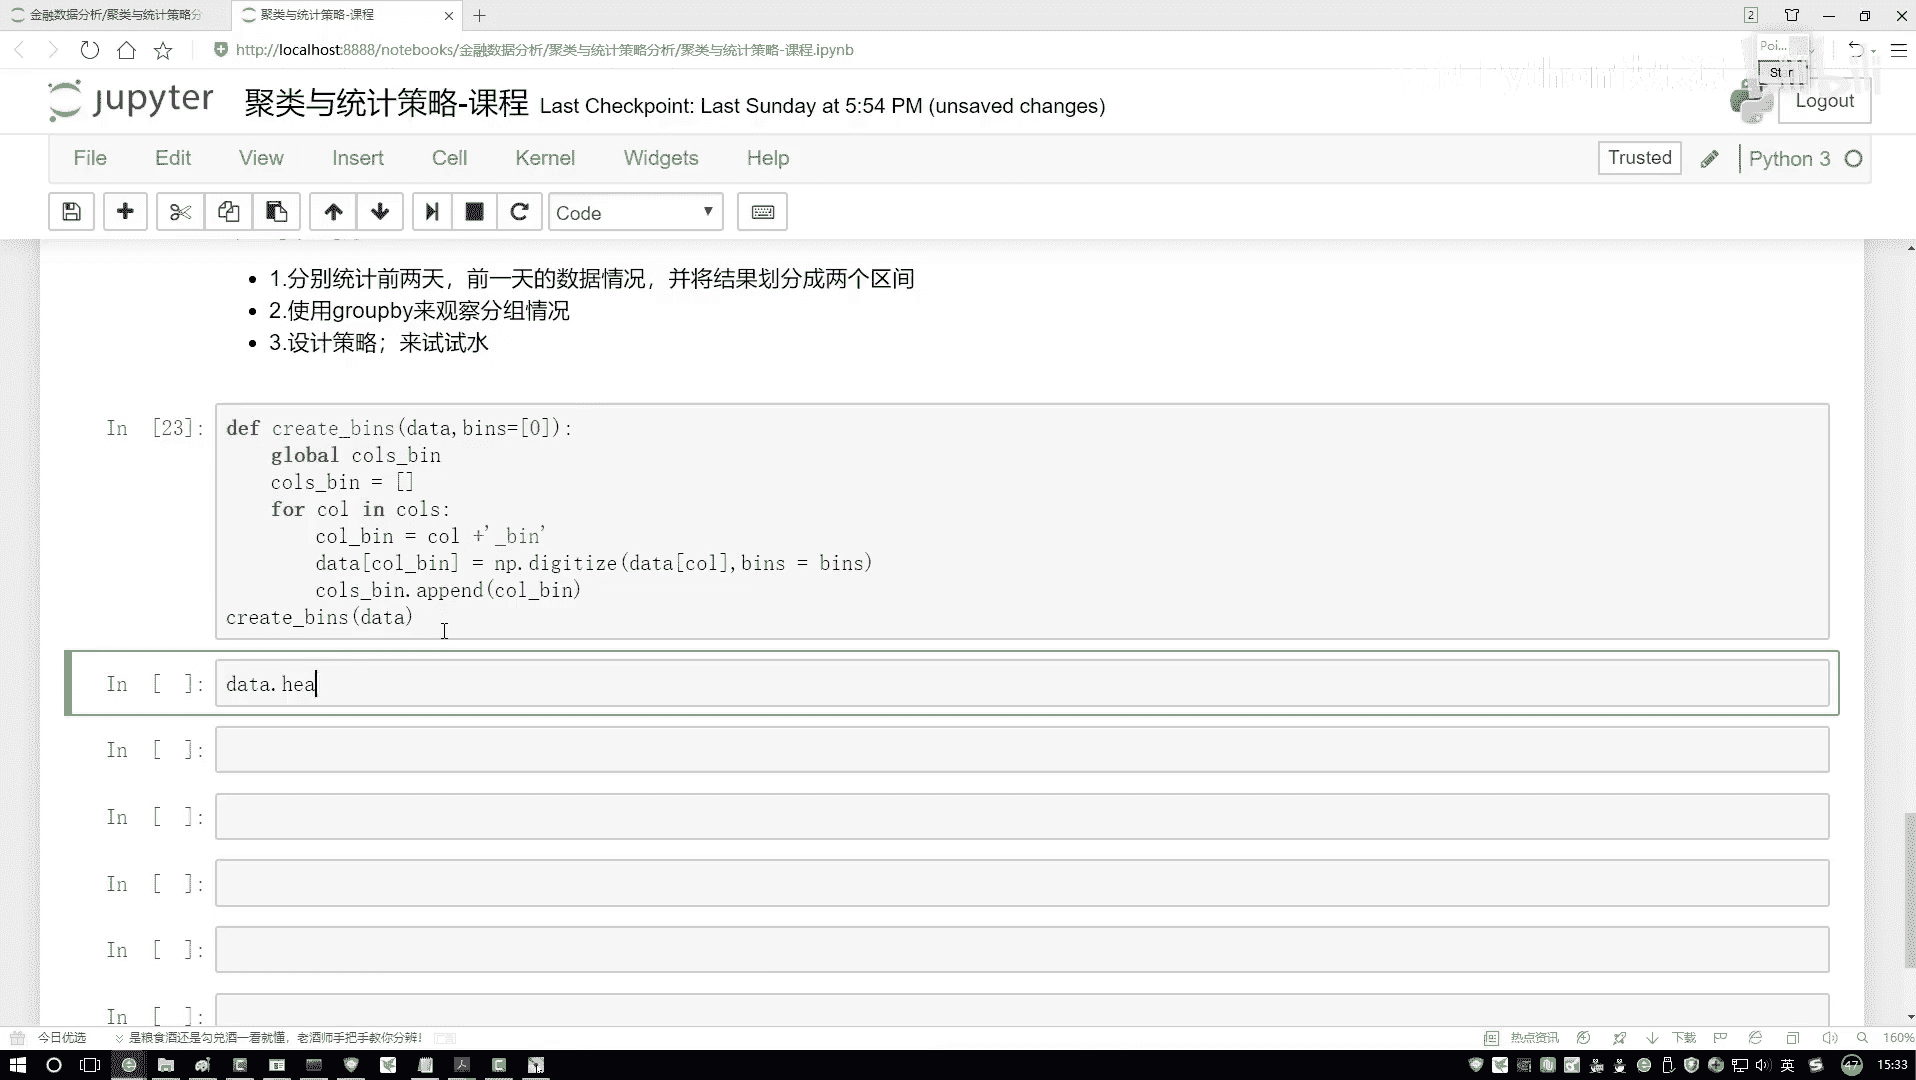 金融数据分析/聚类与统计策略分
聚类与统计策略-课程
2
http://localhost:8888/notebooks/金融数据分析/聚类与统计策略分析/聚类与统计策略-课程.ipynb
Poi...
jupyter 聚类与统计策略-课程 Last Checkpoint: Last Sunday at 5:54 PM (unsaved changes)
Logout
File Edit View Insert Cell Kernel Widgets Help Trusted Python 3
Code
1.分别统计前两天，前一天的数据情况，并将结果划分成两个区间
2.使用groupby来观察分组情况
3.设计策略；来试试水
In [23]:
def create_bins(data,bins=[0]):
global cols_bin
cols_bin = []
for col in cols:
col_bin = col +'_bin'
data[col_bin] = np.digitize(data[col],bins = bins)
cols_bin.append(col_bin)
create_bins(data)
In [ ]: data.hea
In [ ]:
In [ ]:
In [ ]:
In [ ]:
In [ ]:
今日优选 是粮食酒还是勾兑酒一看就懂，老酒师手把手教你分辨！ 热点资讯 下载 160%
英 47 15:33